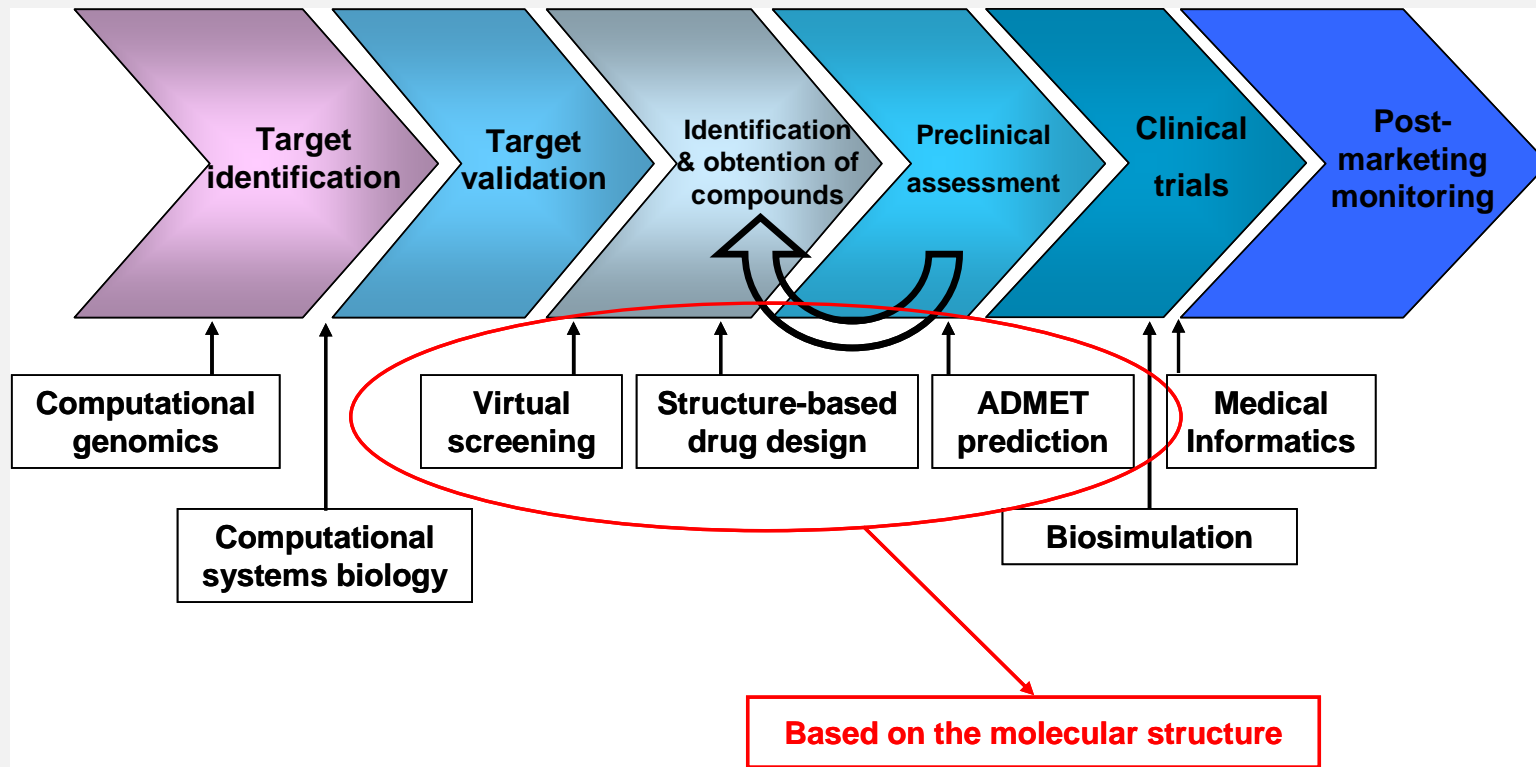 Target
identification
Target
validation
Identification
& obtention of
compounds
Preclinical
assessment
Clinical
trials
Post-
marketing
monitoring
Computational
genomics
Virtual
screening
Structure-based
drug design
ADMET
prediction
Medical
Informatics
Computational
systems biology
Biosimulation
Based on the molecular structure